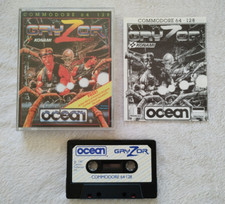 COMMODORE 64 128
GRYZOR
KONAMI
ocean
COMMODORE 64 128
GRYZOR
KONAMI
ocean
ocean GRYZOR
COMMODORE 64 128